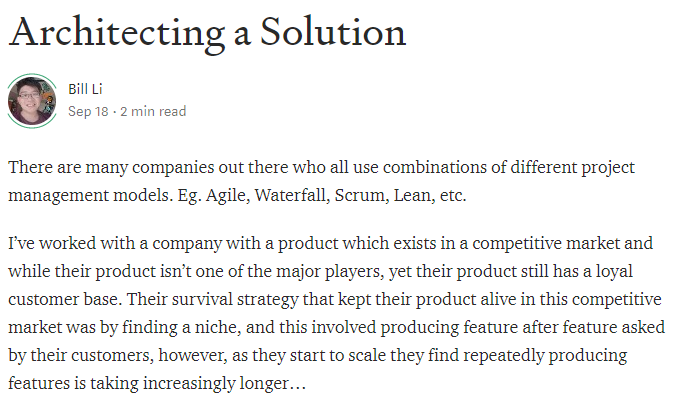 Architecting a Solution
Bill Li
Sep 18 · 2 min read
There are many companies out there who all use combinations of different project
management models. Eg. Agile, Waterfall, Scrum, Lean, etc.
I’ve worked with a company with a product which exists in a competitive market and
while their product isn’t one of the major players, yet their product still has a loyal
customer base. Their survival strategy that kept their product alive in this competitive
market was by finding a niche, and this involved producing feature after feature asked
by their customers, however, as they start to scale they find repeatedly producing
features is taking increasingly longer…